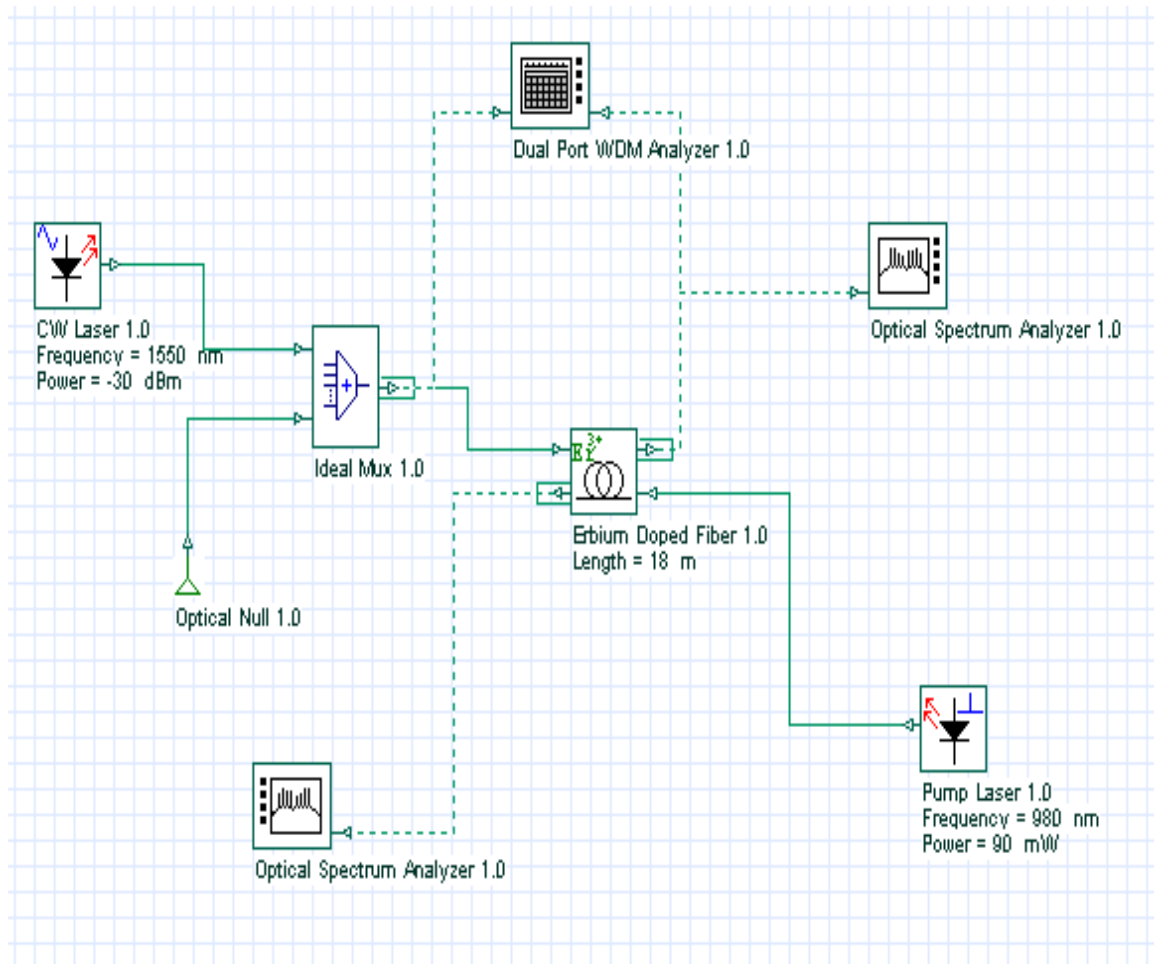 Dual Port WDM Analyzer 1.0
CW Laser 1.0
Frequency = 1550 nm
Power = -30 dBm
Optical Spectrum Analyzer 1.0
Ideal Mux 1.0
3+
Er
Erbium Doped Fiber 1.0
Length = 18 m
Optical Null 1.0
Pump Laser 1.0
Frequency = 980 nm
Power = 90 mW
Optical Spectrum Analyzer 1.0